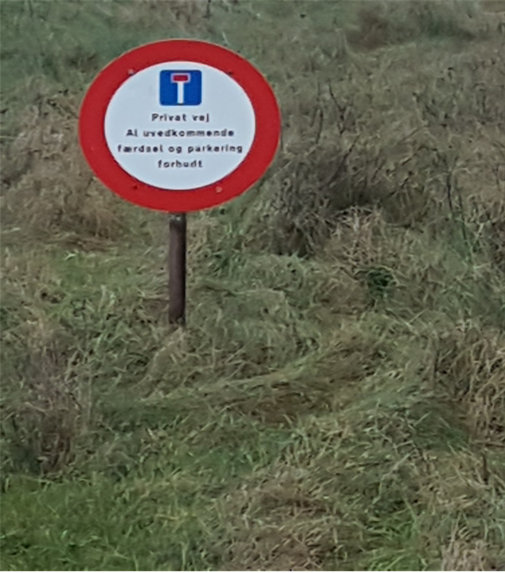 Privat vej
Al uvedkommende
færdsel og parkering
forbudt